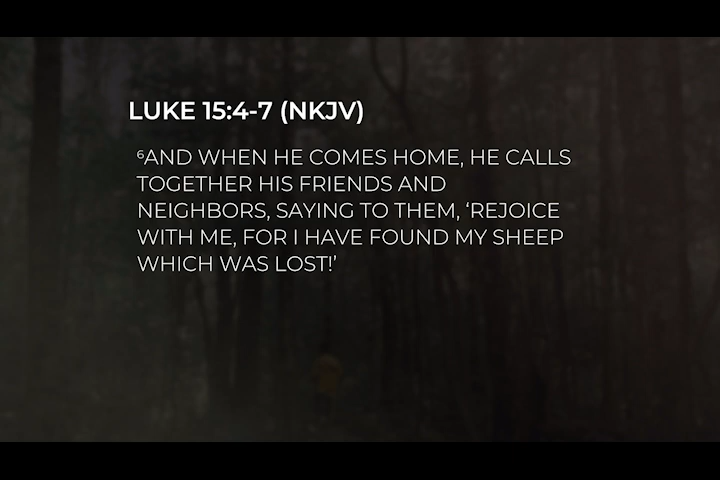 LUKE 15:4-7 (NKJV)
⁶AND WHEN HE COMES HOME, HE CALLS
TOGETHER HIS FRIENDS AND
NEIGHBORS, SAYING TO THEM, ‘REJOICE
WITH ME, FOR I HAVE FOUND MY SHEEP
WHICH WAS LOST!’